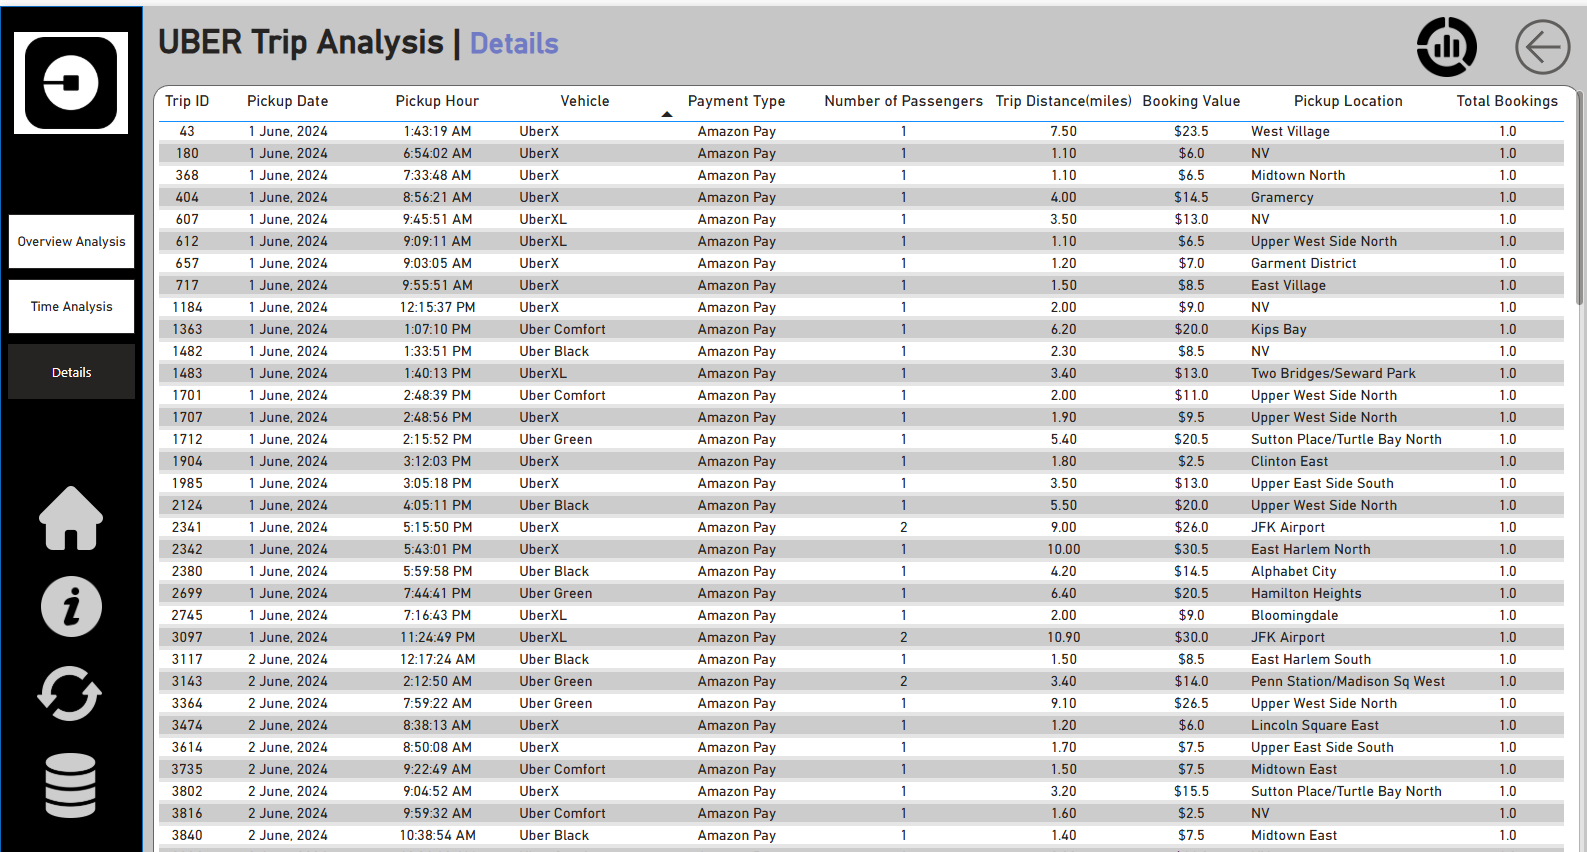 UBER Trip Analysis | Details
Overview Analysis
Time Analysis
Details
Trip ID Pickup Date Pickup Hour Vehicle Payment Type Number of Passengers Trip Distance(miles) Booking Value Pickup Location Total Bookings
43 1 June, 2024 1:43:19 AM UberX Amazon Pay 1 7.50 $23.5 West Village 1.0
180 1 June, 2024 6:54:02 AM UberX Amazon Pay 1 1.10 $6.0 NV 1.0
368 1 June, 2024 7:33:48 AM UberX Amazon Pay 1 1.10 $6.5 Midtown North 1.0
404 1 June, 2024 8:56:21 AM UberX Amazon Pay 1 4.00 $14.5 Gramercy 1.0
607 1 June, 2024 9:45:51 AM UberXL Amazon Pay 1 3.50 $13.0 NV 1.0
612 1 June, 2024 9:09:11 AM UberXL Amazon Pay 1 1.10 $6.5 Upper West Side North 1.0
657 1 June, 2024 9:03:05 AM UberX Amazon Pay 1 1.20 $7.0 Garment District 1.0
717 1 June, 2024 9:55:51 AM UberX Amazon Pay 1 1.50 $8.5 East Village 1.0
1184 1 June, 2024 12:15:37 PM UberX Amazon Pay 1 2.00 $9.0 NV 1.0
1363 1 June, 2024 1:07:10 PM Uber Comfort Amazon Pay 1 6.20 $20.0 Kips Bay 1.0
1482 1 June, 2024 1:33:51 PM Uber Black Amazon Pay 1 2.30 $8.5 NV 1.0
1483 1 June, 2024 1:40:13 PM UberXL Amazon Pay 1 3.40 $13.0 Two Bridges/Seward Park 1.0
1701 1 June, 2024 2:48:39 PM Uber Comfort Amazon Pay 1 2.00 $11.0 Upper West Side North 1.0
1707 1 June, 2024 2:48:56 PM UberX Amazon Pay 1 1.90 $9.5 Upper West Side North 1.0
1712 1 June, 2024 2:15:52 PM Uber Green Amazon Pay 1 5.40 $20.5 Sutton Place/Turtle Bay North 1.0
1904 1 June, 2024 3:12:03 PM UberX Amazon Pay 1 1.80 $2.5 Clinton East 1.0
1985 1 June, 2024 3:05:18 PM UberX Amazon Pay 1 3.50 $13.0 Upper East Side South 1.0
2124 1 June, 2024 4:05:11 PM Uber Black Amazon Pay 1 5.50 $20.0 Upper West Side North 1.0
2341 1 June, 2024 5:15:50 PM UberX Amazon Pay 2 9.00 $26.0 JFK Airport 1.0
2342 1 June, 2024 5:43:01 PM UberX Amazon Pay 1 10.00 $30.5 East Harlem North 1.0
2380 1 June, 2024 5:59:58 PM Uber Black Amazon Pay 1 4.20 $14.5 Alphabet City 1.0
2699 1 June, 2024 7:44:41 PM Uber Green Amazon Pay 1 6.40 $20.5 Hamilton Heights 1.0
2745 1 June, 2024 7:16:43 PM UberXL Amazon Pay 1 2.00 $9.0 Bloomingdale 1.0
3097 1 June, 2024 11:24:49 PM UberXL Amazon Pay 2 10.90 $30.0 JFK Airport 1.0
3117 2 June, 2024 12:17:24 AM Uber Black Amazon Pay 1 1.50 $8.5 East Harlem South 1.0
3143 2 June, 2024 2:12:50 AM Uber Green Amazon Pay 2 3.40 $14.0 Penn Station/Madison Sq West 1.0
3364 2 June, 2024 7:59:22 AM Uber Green Amazon Pay 1 9.10 $26.5 Upper West Side North 1.0
3474 2 June, 2024 8:38:13 AM UberX Amazon Pay 1 1.20 $6.0 Lincoln Square East 1.0
3614 2 June, 2024 8:50:08 AM UberX Amazon Pay 1 1.70 $7.5 Upper East Side South 1.0
3735 2 June, 2024 9:22:49 AM Uber Comfort Amazon Pay 1 1.50 $7.5 Midtown East 1.0
3802 2 June, 2024 9:04:52 AM UberX Amazon Pay 1 3.20 $15.5 Sutton Place/Turtle Bay North 1.0
3816 2 June, 2024 9:59:32 AM Uber Comfort Amazon Pay 1 1.60 $2.5 NV 1.0
3840 2 June, 2024 10:38:54 AM Uber Black Amazon Pay 1 1.40 $7.5 Midtown East 1.0